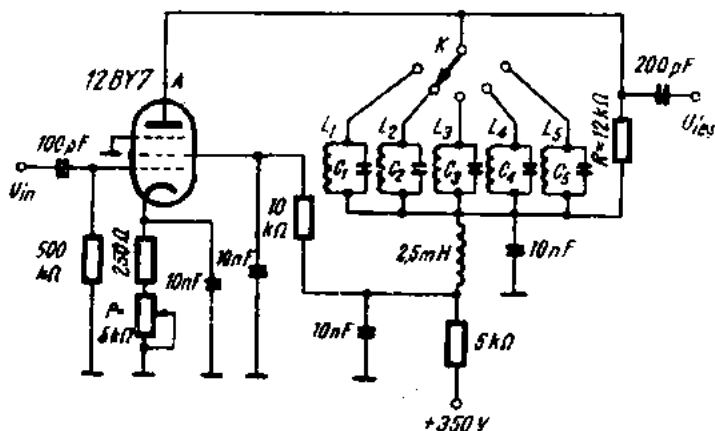 K
12BY7
A
200pF
100pF
L1
L2
L3
L4
L5
Uieş
Uin
C1
C2
C3
C4
C5
R=12kΩ
10
kΩ
500
kΩ
250Ω
10nF
10nF
2,5mH
10nF
P=
5kΩ
10nF
5kΩ
+350V